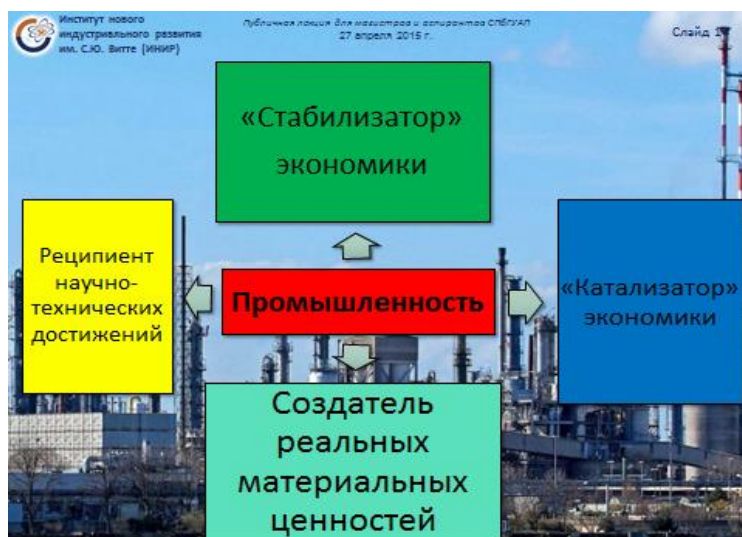 Институт нового
индустриального развития
им. С.Ю. Витте (ИНИР)
Публичная лекция для магистров и аспирантов СПбГУАП
27 апреля 2015 г.
Слайд 1
«Стабилизатор»
экономики
Реципиент
научно-
технических
достижений
Промышленность
«Катализатор»
экономики
Создатель
реальных
материальных
ценностей